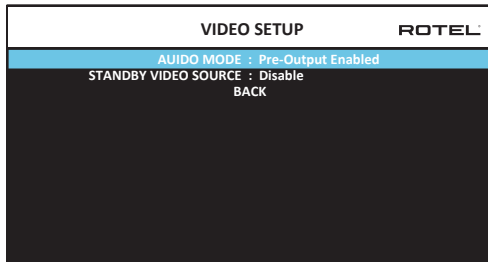 VIDEO SETUP ROTEL
AUIDO MODE : Pre-Output Enabled
STANDBY VIDEO SOURCE : Disable
BACK